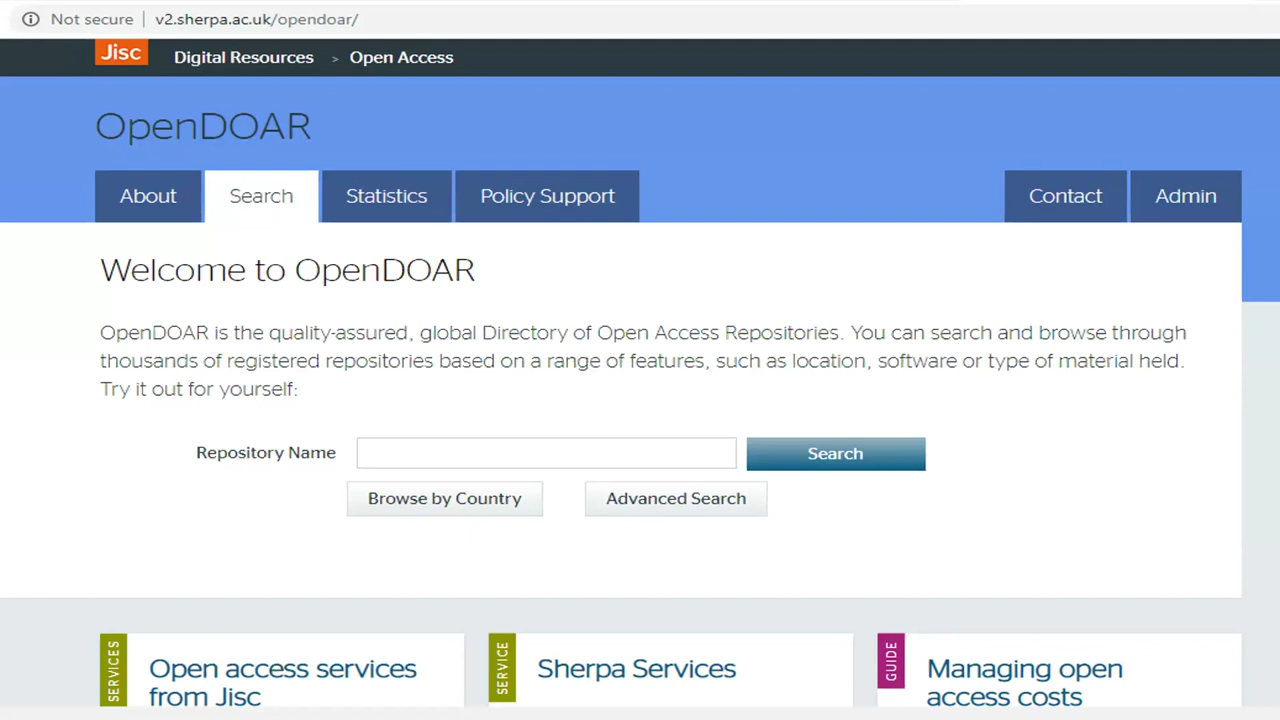 Not secure | v2.sherpa.ac.uk/opendoar/
Jisc Digital Resources > Open Access
OpenDOAR
About Search Statistics Policy Support Contact Admin
Welcome to OpenDOAR
OpenDOAR is the quality-assured, global Directory of Open Access Repositories. You can search and browse through
thousands of registered repositories based on a range of features, such as location, software or type of material held.
Try it out for yourself:
Repository Name Search
Browse by Country Advanced Search
SERVICES
Open access services
from Jisc
SERVICE
Sherpa Services
GUIDE
Managing open
access costs